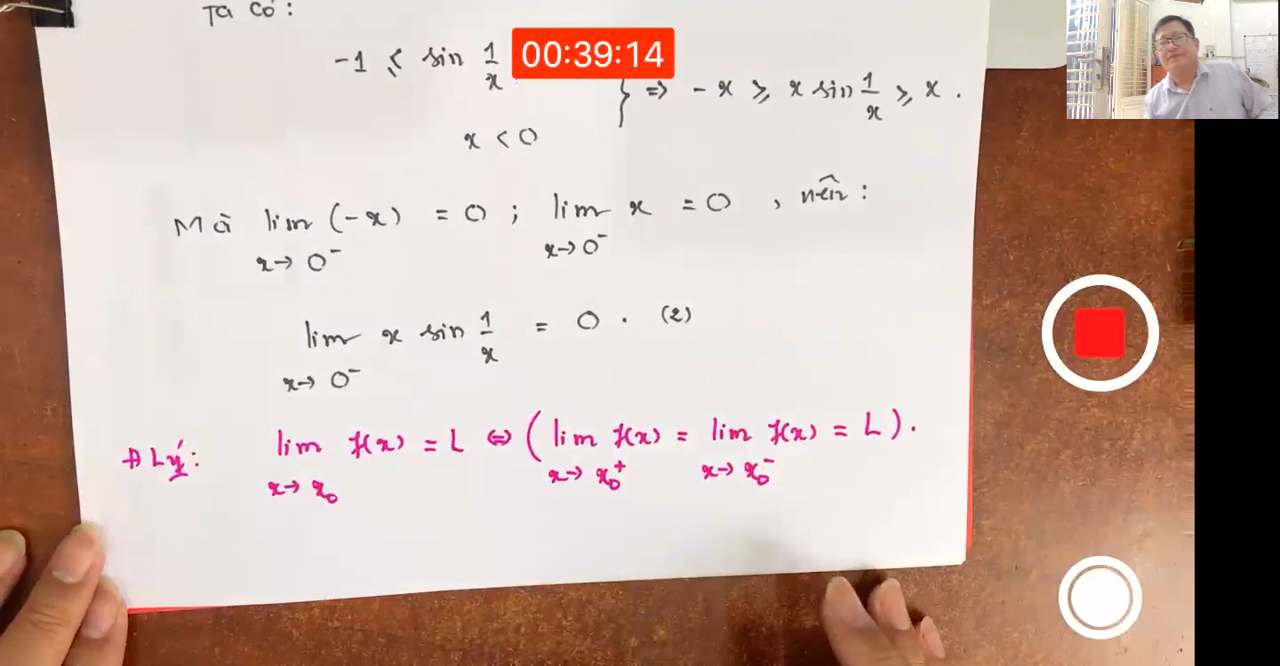 Ta có:
-1 ≤ sin 1/x
00:39:14
x < 0
} => -x ≥ x sin 1/x ≥ x.
Mà lim (-x) = 0 ; lim x = 0 , nên:
x→0⁻ x→0⁻
lim x sin 1/x = 0 . (2)
x→0⁻
ĐLý: lim f(x) = L ⇔ ( lim f(x) = lim f(x) = L ).
x→x₀ x→x₀⁺ x→x₀⁻